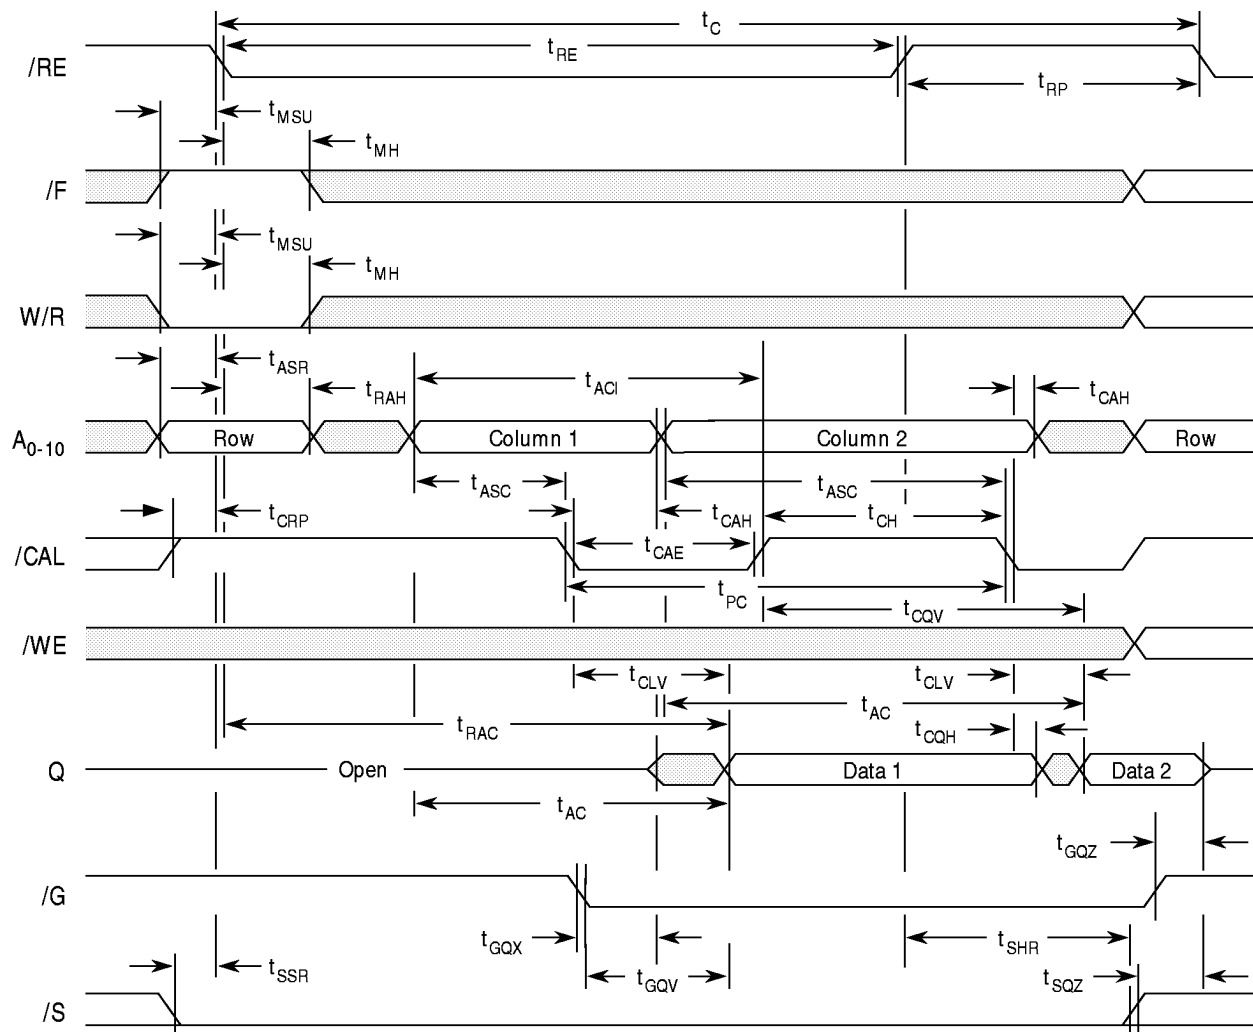 tC
/RE
tRE
tRP
tMSU
tMH
/F
tMSU
tMH
W/R
tASR
tRAH
tACI
tCAH
A0-10
Row
Column 1
Column 2
Row
tASC
tASC
tCRP
tCAH
tCH
/CAL
tCAE
tPC
tCQV
/WE
tCLV
tCLV
tAC
tRAC
tCQH
Q
Open
Data 1
Data 2
tAC
tGQZ
/G
tGQX
tSHR
tSSR
tGQV
tSQZ
/S